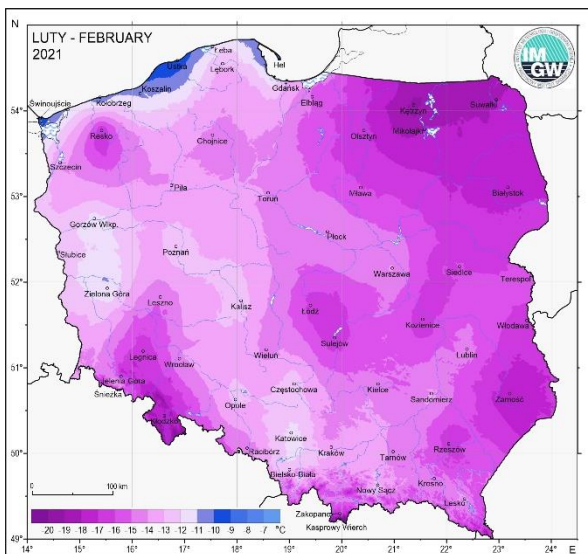 N
LUTY - FEBRUARY
2021
IM
GW
Łeba
Ustka
Lębork
Hel
Gdańsk
Koszalin
Kołobrzeg
Świnoujście
Elbląg
Kętrzyn
Suwałki
54°
Resko
Chojnice
Olsztyn
Mikołajki
Szczecin
53°
Piła
Toruń
Mława
Białystok
Gorzów Wlkp.
Płock
Słubice
Poznań
Warszawa
Siedlce
Terespol
52°
Zielona Góra
Leszno
Kalisz
Łódź
Kozienice
Włodawa
Sulejów
Legnica
Wrocław
Wieluń
Lublin
51°
Jelenia Góra
Śnieżka
Opole
Częstochowa
Kielce
Sandomierz
Zamość
Kłodzko
Katowice
Racibórz
Kraków
Tarnów
Rzeszów
50°
Bielsko-Biała
Nowy Sącz
Krosno
Lesko
0 100 km
Zakopane
Kasprowy Wierch
-20 -19 -18 -17 -16 -15 -14 -13 -12 -11 -10 -9 -8 -7 °C
49°
14° 15° 16° 17° 18° 19° 20° 21° 22° 23° E